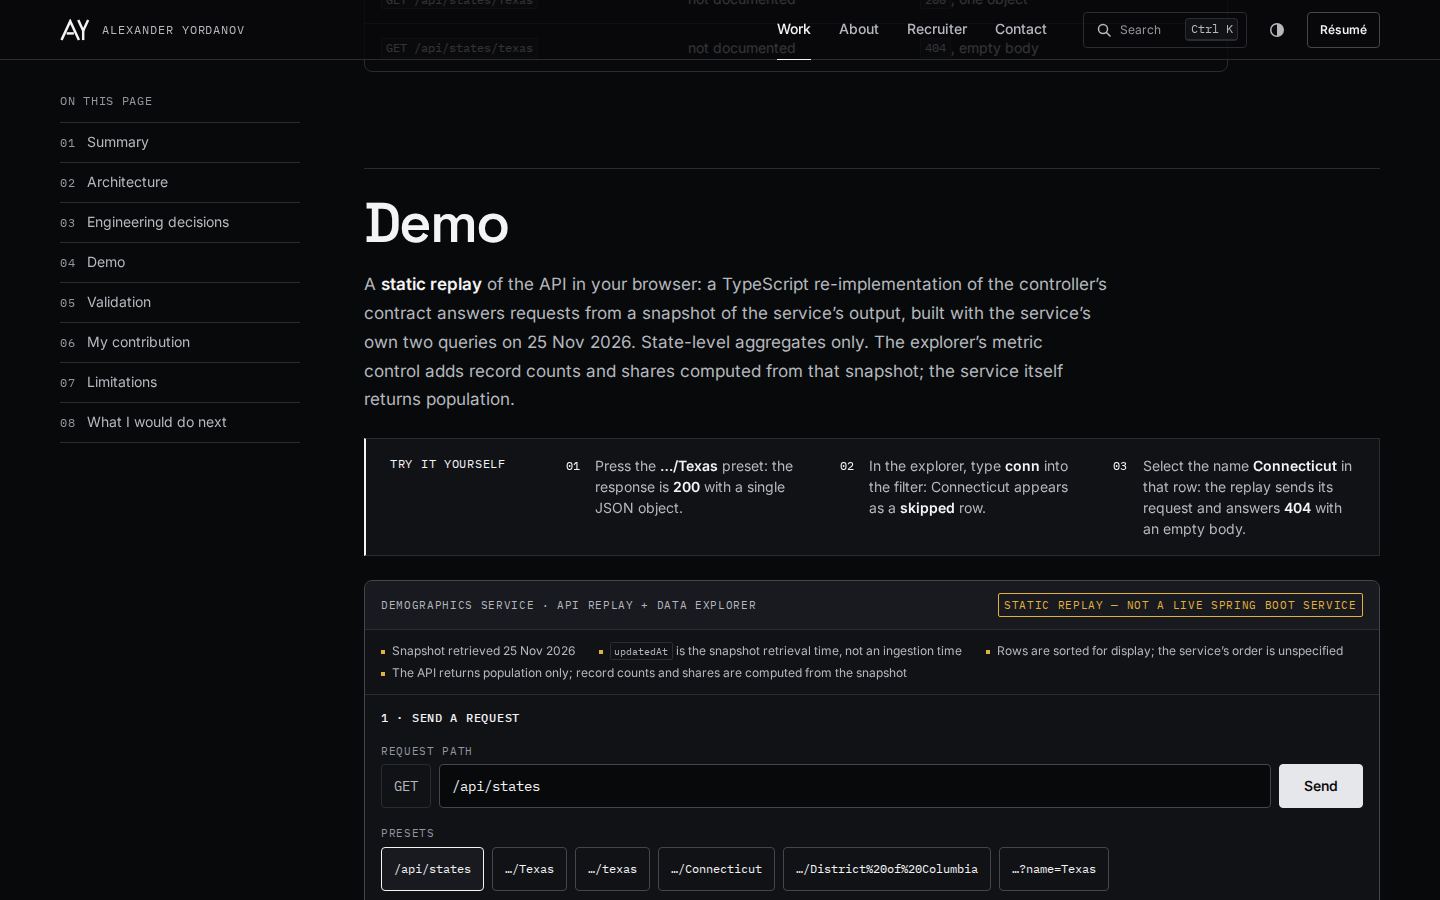 GET /api/states/Texas not documented 200 , one object
AY ALEXANDER YORDANOV Work About Recruiter Contact Search Ctrl K Résumé
GET /api/states/texas not documented 404 , empty body
ON THIS PAGE
01 Summary
02 Architecture
03 Engineering decisions
04 Demo
05 Validation
06 My contribution
07 Limitations
08 What I would do next
Demo
A static replay of the API in your browser: a TypeScript re-implementation of the controller’s
contract answers requests from a snapshot of the service’s output, built with the service’s
own two queries on 25 Nov 2026. State-level aggregates only. The explorer’s metric
control adds record counts and shares computed from that snapshot; the service itself
returns population.
TRY IT YOURSELF
01 Press the …/Texas preset: the
response is 200 with a single
JSON object.
02 In the explorer, type conn into
the filter: Connecticut appears
as a skipped row.
03 Select the name Connecticut in
that row: the replay sends its
request and answers 404 with
an empty body.
DEMOGRAPHICS SERVICE · API REPLAY + DATA EXPLORER STATIC REPLAY — NOT A LIVE SPRING BOOT SERVICE
Snapshot retrieved 25 Nov 2026 updatedAt is the snapshot retrieval time, not an ingestion time Rows are sorted for display; the service’s order is unspecified
The API returns population only; record counts and shares are computed from the snapshot
1 · SEND A REQUEST
REQUEST PATH
GET /api/states Send
PRESETS
/api/states …/Texas …/texas …/Connecticut …/District%20of%20Columbia …?name=Texas